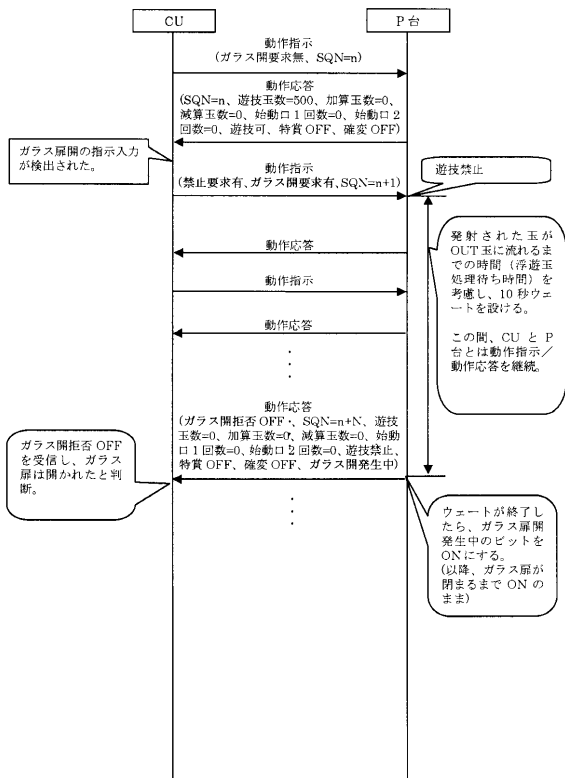 CU
P台
動作指示
(ガラス開要求無、SQN=n)
動作応答
(SQN=n、遊技玉数=500、加算玉数=0、
減算玉数=0、始動口1回数=0、始動口2
回数=0、遊技可、特賞OFF、確変OFF)
ガラス扉開の指示入力
が検出された。
動作指示
(禁止要求有、ガラス開要求有、SQN=n+1)
遊技禁止
発射された玉が
OUT玉に流れるま
での時間（浮遊玉
処理待ち時間）を
考慮し、10秒ウェ
ートを設ける。
この間、CUとP
台とは動作指示／
動作応答を継続。
動作応答
動作指示
動作応答
動作応答
(ガラス開拒否OFF・、SQN=n+N、遊技
玉数=0、加算玉数=0、減算玉数=0、始動
口1回数=0、始動口2回数=0、遊技禁止、
特賞OFF、確変OFF、ガラス開発生中)
ガラス開拒否OFF
を受信し、ガラス
扉は開かれたと判
断。
ウェートが終了し
たら、ガラス扉開
発生中のビットを
ONにする。
(以降、ガラス扉が
閉まるまでONの
まま)